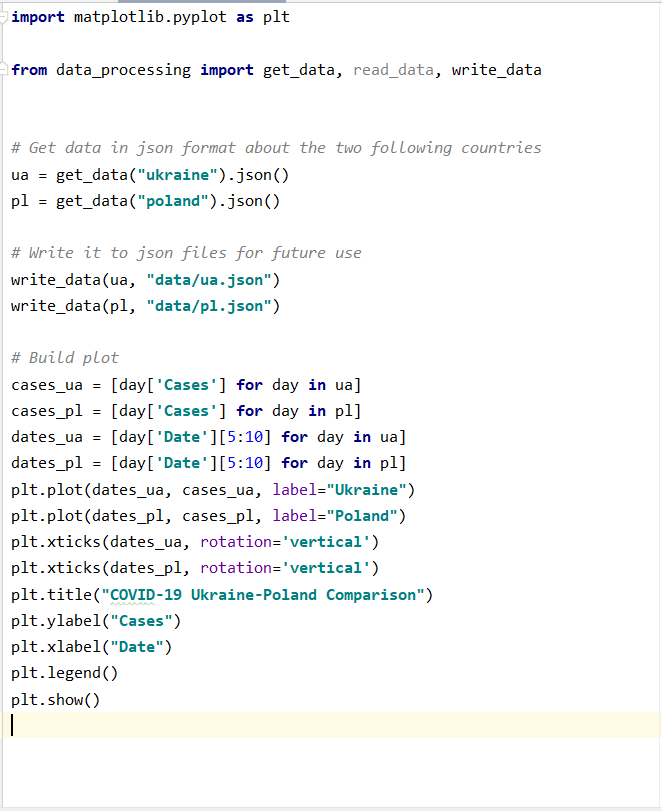 import matplotlib.pyplot as plt
from data_processing import get_data, read_data, write_data
# Get data in json format about the two following countries
ua = get_data("ukraine").json()
pl = get_data("poland").json()
# Write it to json files for future use
write_data(ua, "data/ua.json")
write_data(pl, "data/pl.json")
# Build plot
cases_ua = [day['Cases'] for day in ua]
cases_pl = [day['Cases'] for day in pl]
dates_ua = [day['Date'][5:10] for day in ua]
dates_pl = [day['Date'][5:10] for day in pl]
plt.plot(dates_ua, cases_ua, label="Ukraine")
plt.plot(dates_pl, cases_pl, label="Poland")
plt.xticks(dates_ua, rotation='vertical')
plt.xticks(dates_pl, rotation='vertical')
plt.title("COVID-19 Ukraine-Poland Comparison")
plt.ylabel("Cases")
plt.xlabel("Date")
plt.legend()
plt.show()